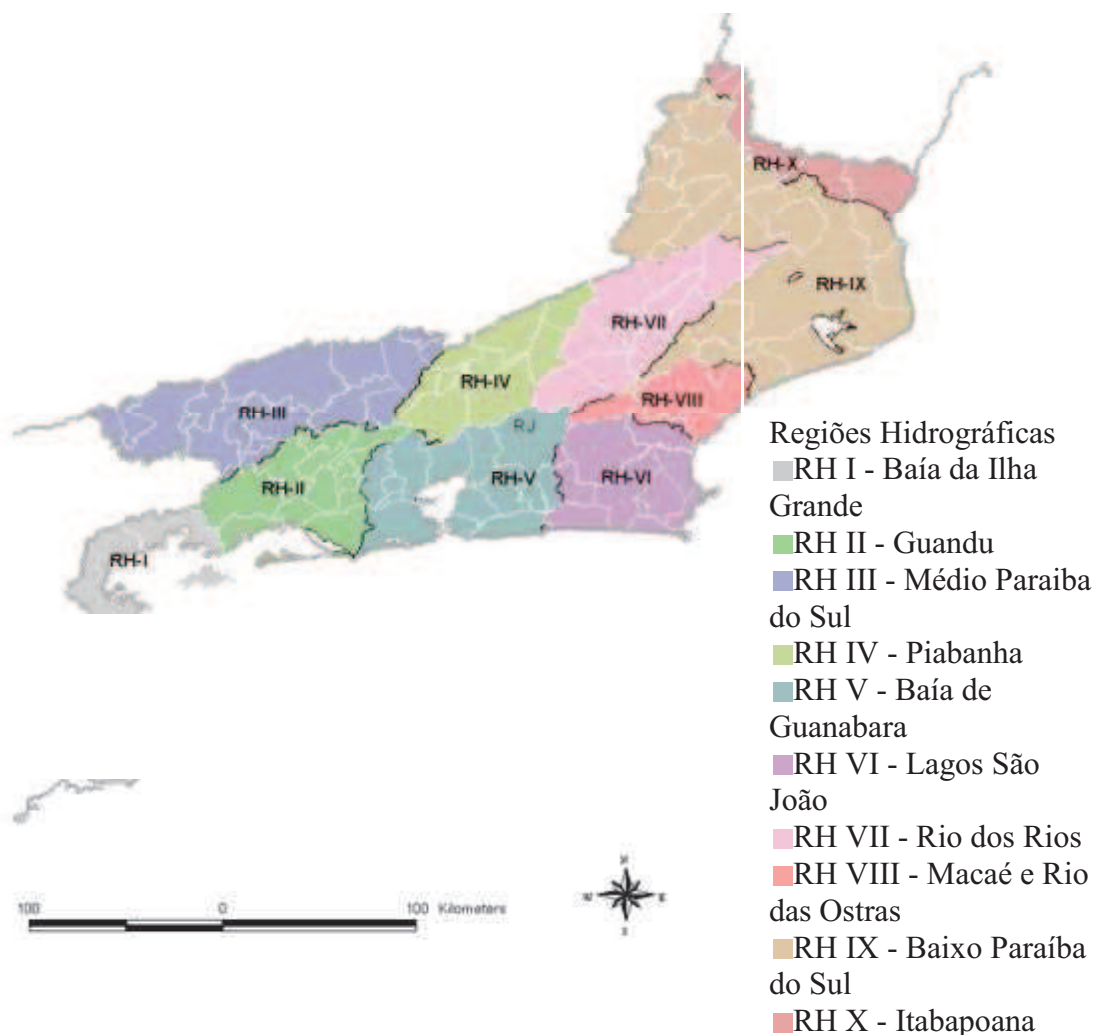 RH-X
RH-IX
RH-VII
RH-IV
RH-VIII
RH-III
RJ
RH-II
RH-V
RH-VI
RH-I
Regiões Hidrográficas
RH I - Baía da Ilha
Grande
RH II - Guandu
RH III - Médio Paraiba
do Sul
RH IV - Piabanha
RH V - Baía de
Guanabara
RH VI - Lagos São
João
RH VII - Rio dos Rios
RH VIII - Macaé e Rio
das Ostras
RH IX - Baixo Paraíba
do Sul
RH X - Itabapoana
100 0 100 Kilometers
N
W E
S